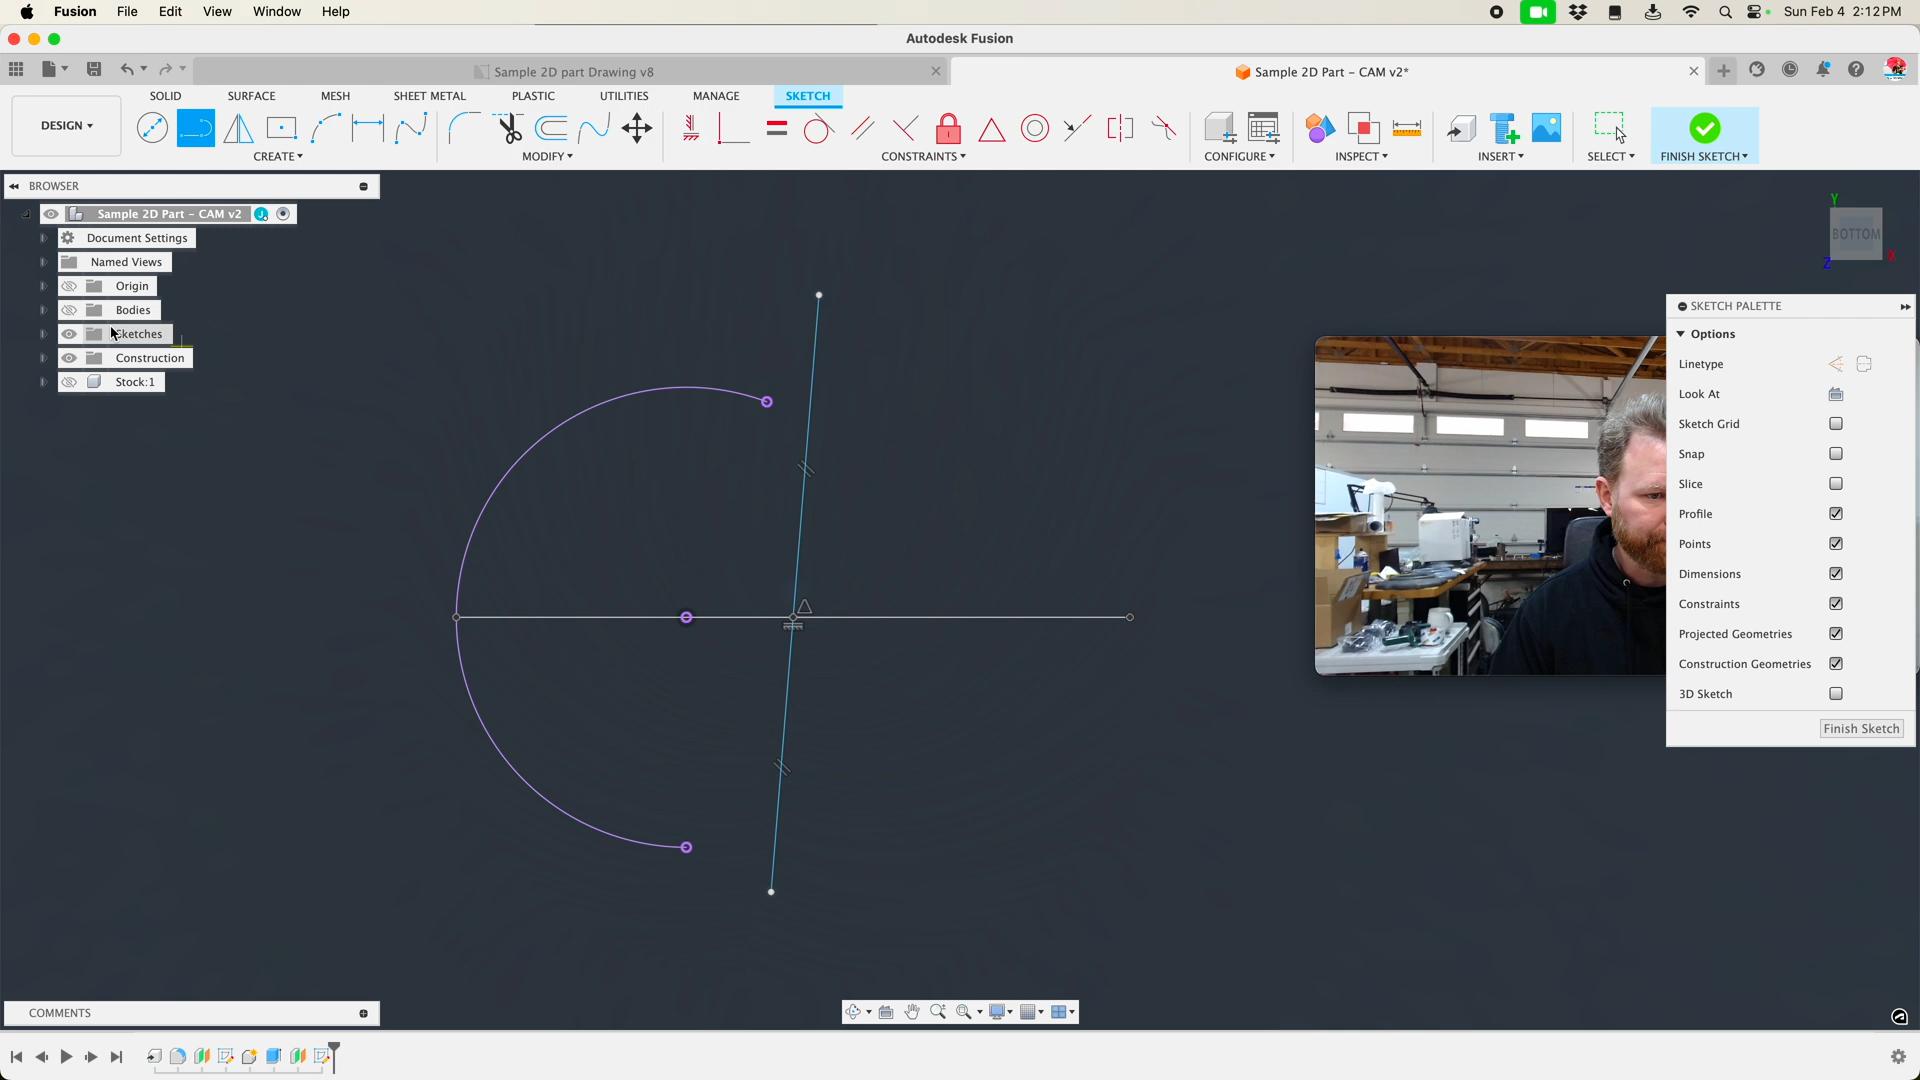 Fusion File Edit View Window Help
Sun Feb 4 2:12 PM
Autodesk Fusion
Sample 2D part Drawing v8
Sample 2D Part – CAM v2*
SOLID SURFACE MESH SHEET METAL PLASTIC UTILITIES MANAGE SKETCH
DESIGN
CREATE MODIFY CONSTRAINTS CONFIGURE INSPECT INSERT SELECT FINISH SKETCH
BROWSER
Sample 2D Part – CAM v2
Document Settings
Named Views
Origin
Bodies
Sketches
Construction
Stock:1
Y
BOTTOM
X
Z
SKETCH PALETTE
Options
Linetype
Look At
Sketch Grid
Snap
Slice
Profile
Points
Dimensions
Constraints
Projected Geometries
Construction Geometries
3D Sketch
Finish Sketch
COMMENTS